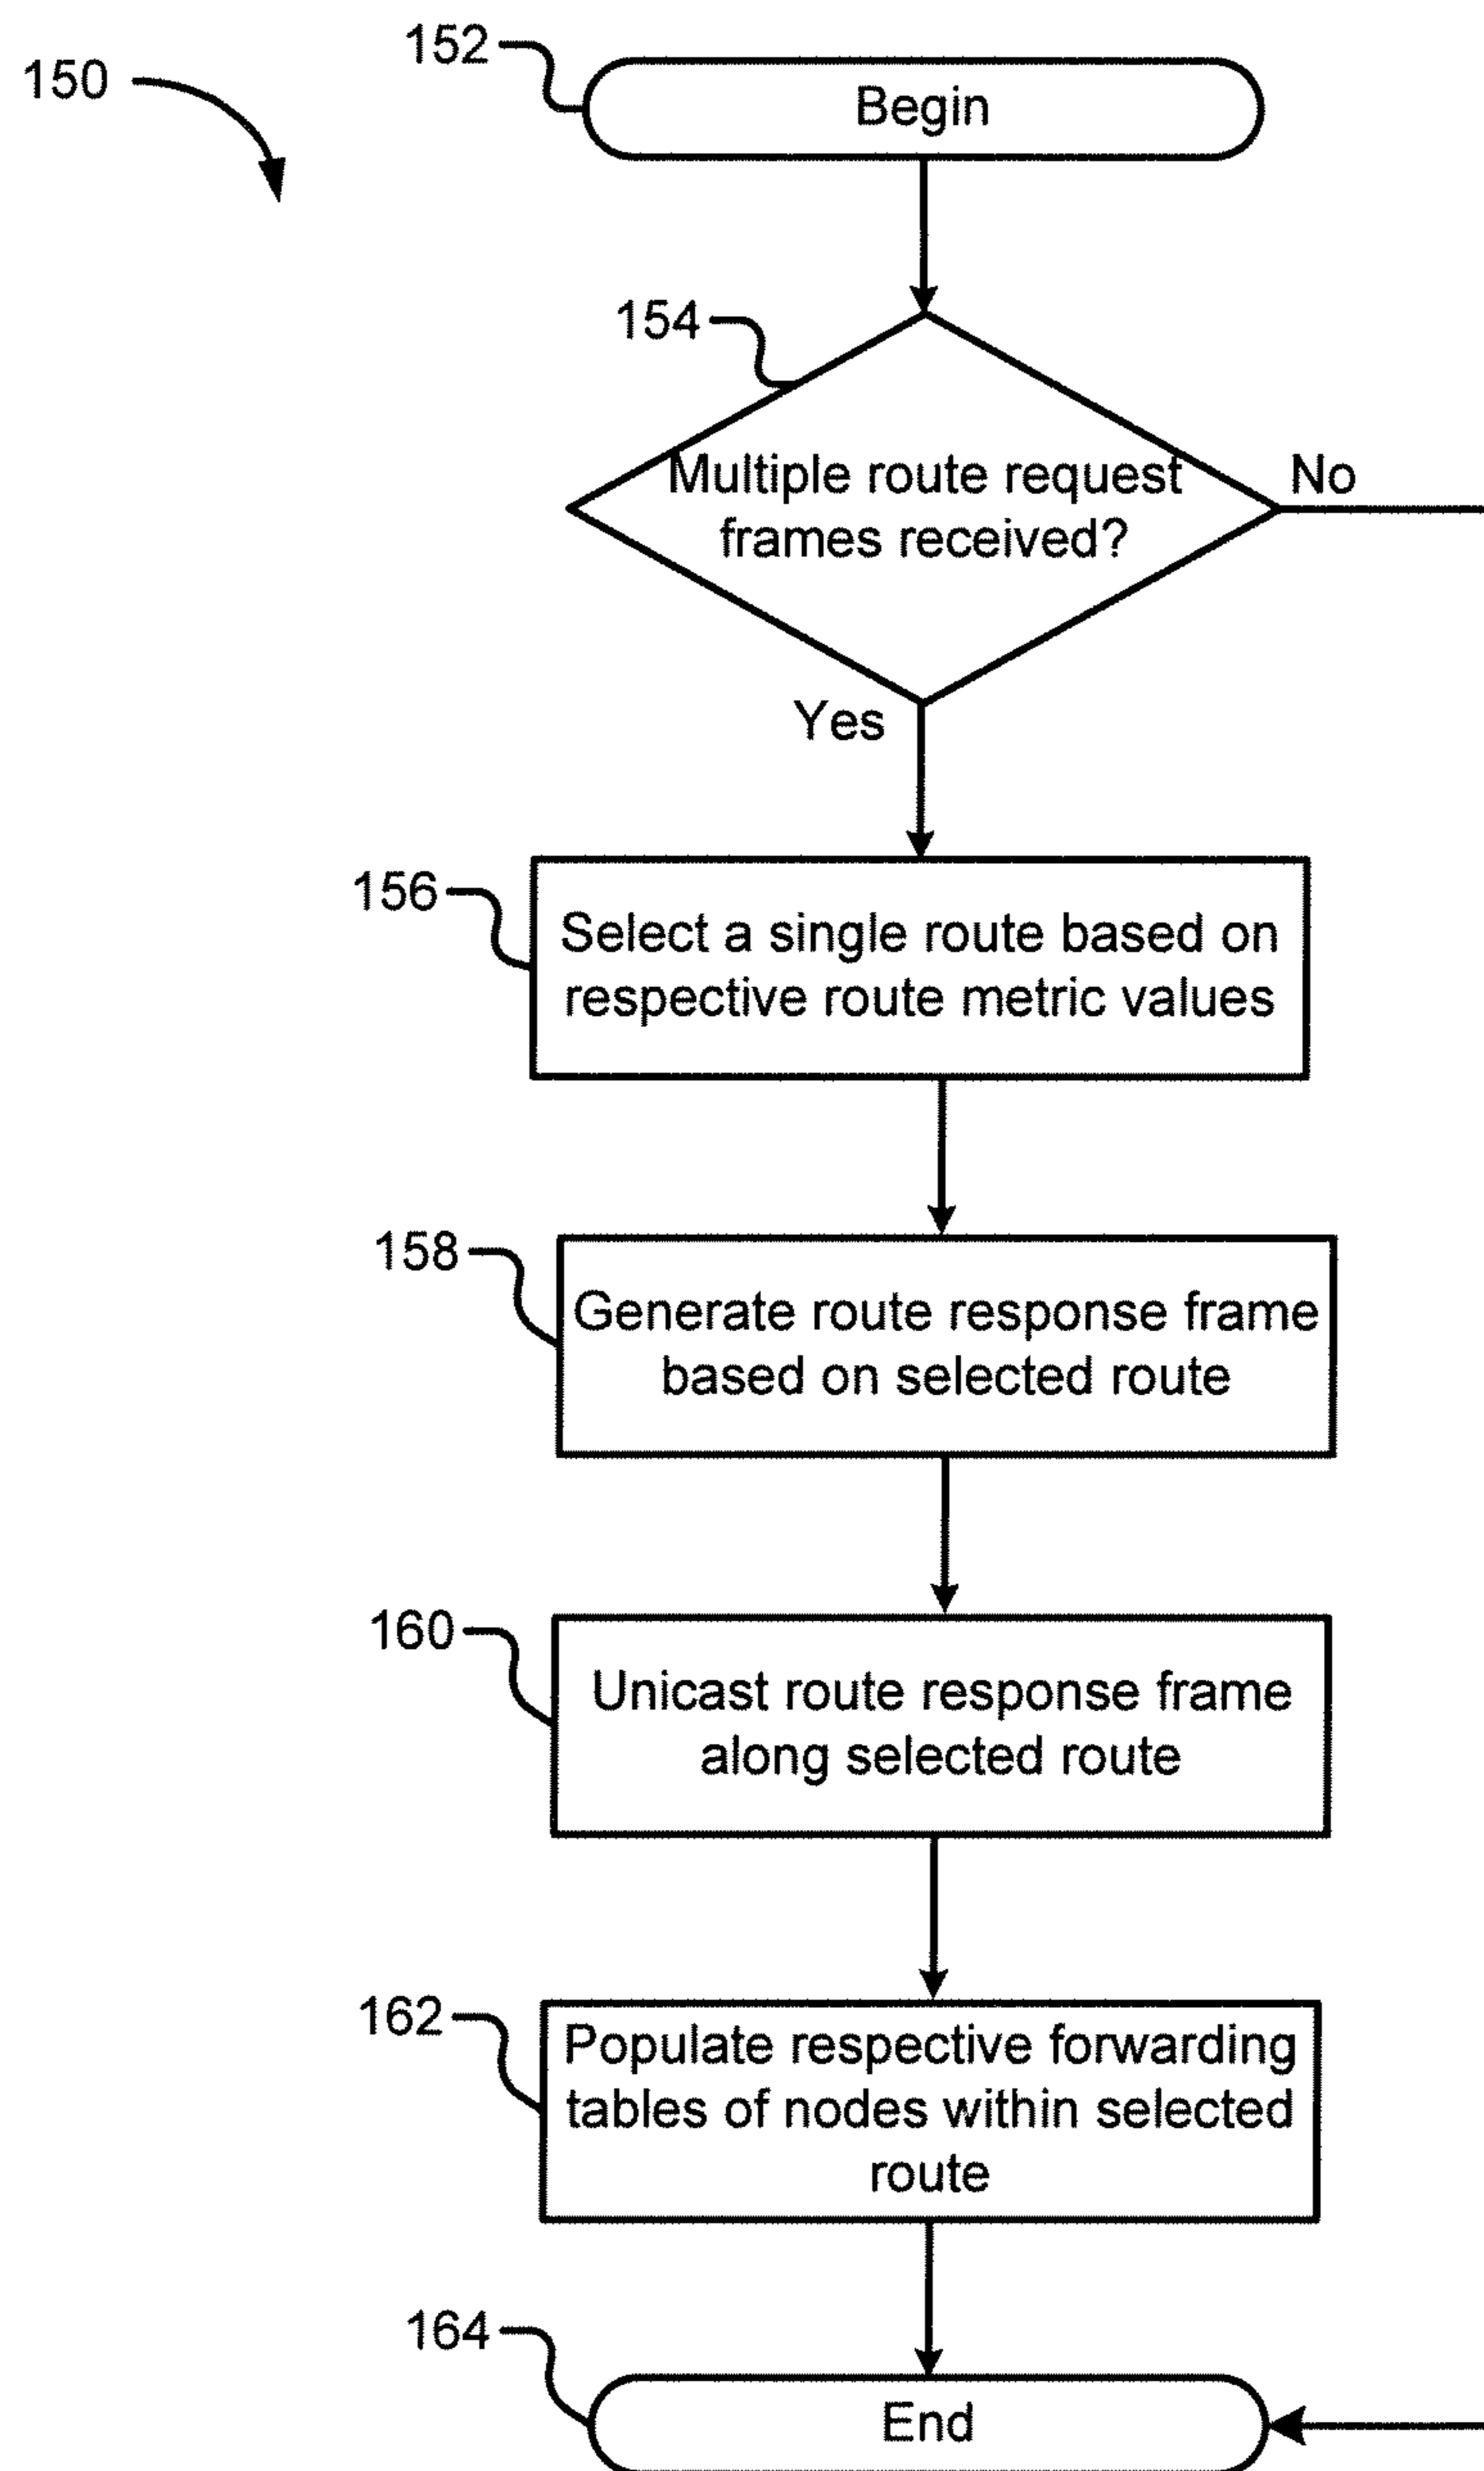 150
152
Begin
154
Multiple route request
frames received?
No
Yes
156
Select a single route based on
respective route metric values
158
Generate route response frame
based on selected route
160
Unicast route response frame
along selected route
162
Populate respective forwarding
tables of nodes within selected
route
164
End